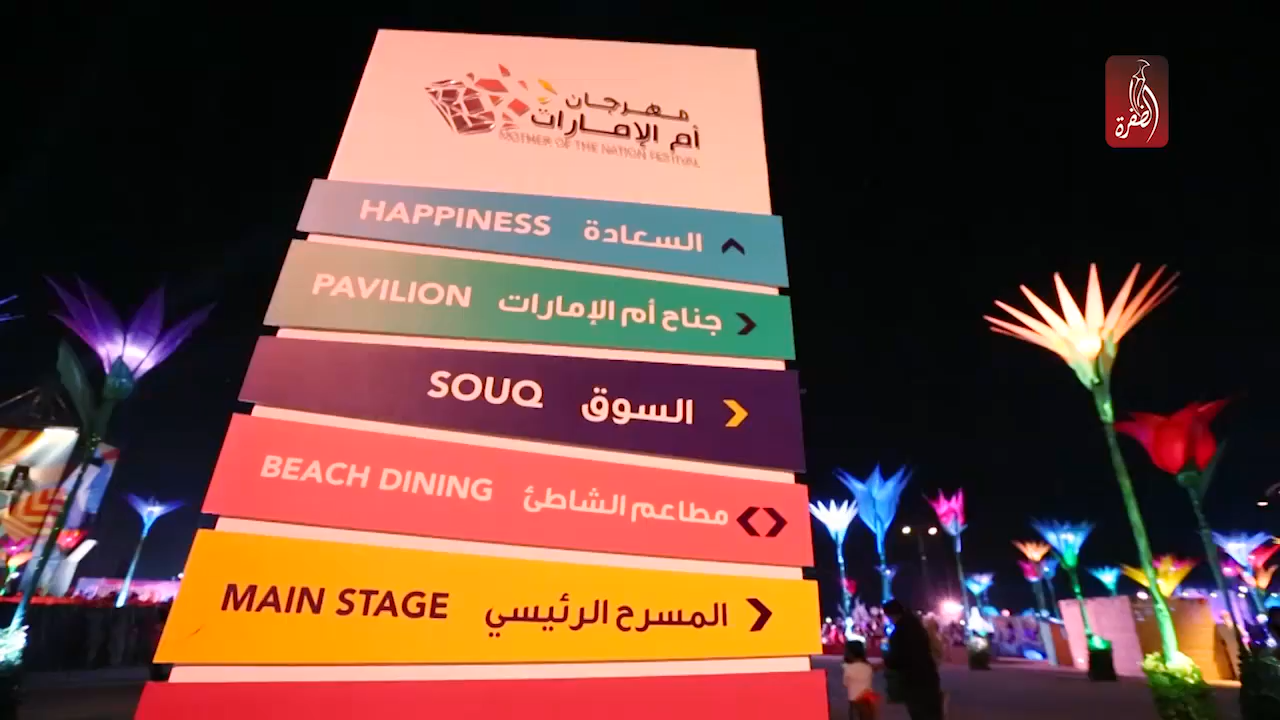 مهرجان
أم الإمارات
MOTHER OF THE NATION FESTIVAL
HAPPINESS السعادة
PAVILION جناح أم الإمارات
SOUQ السوق
BEACH DINING مطاعم الشاطئ
MAIN STAGE المسرح الرئيسي
الظفرة